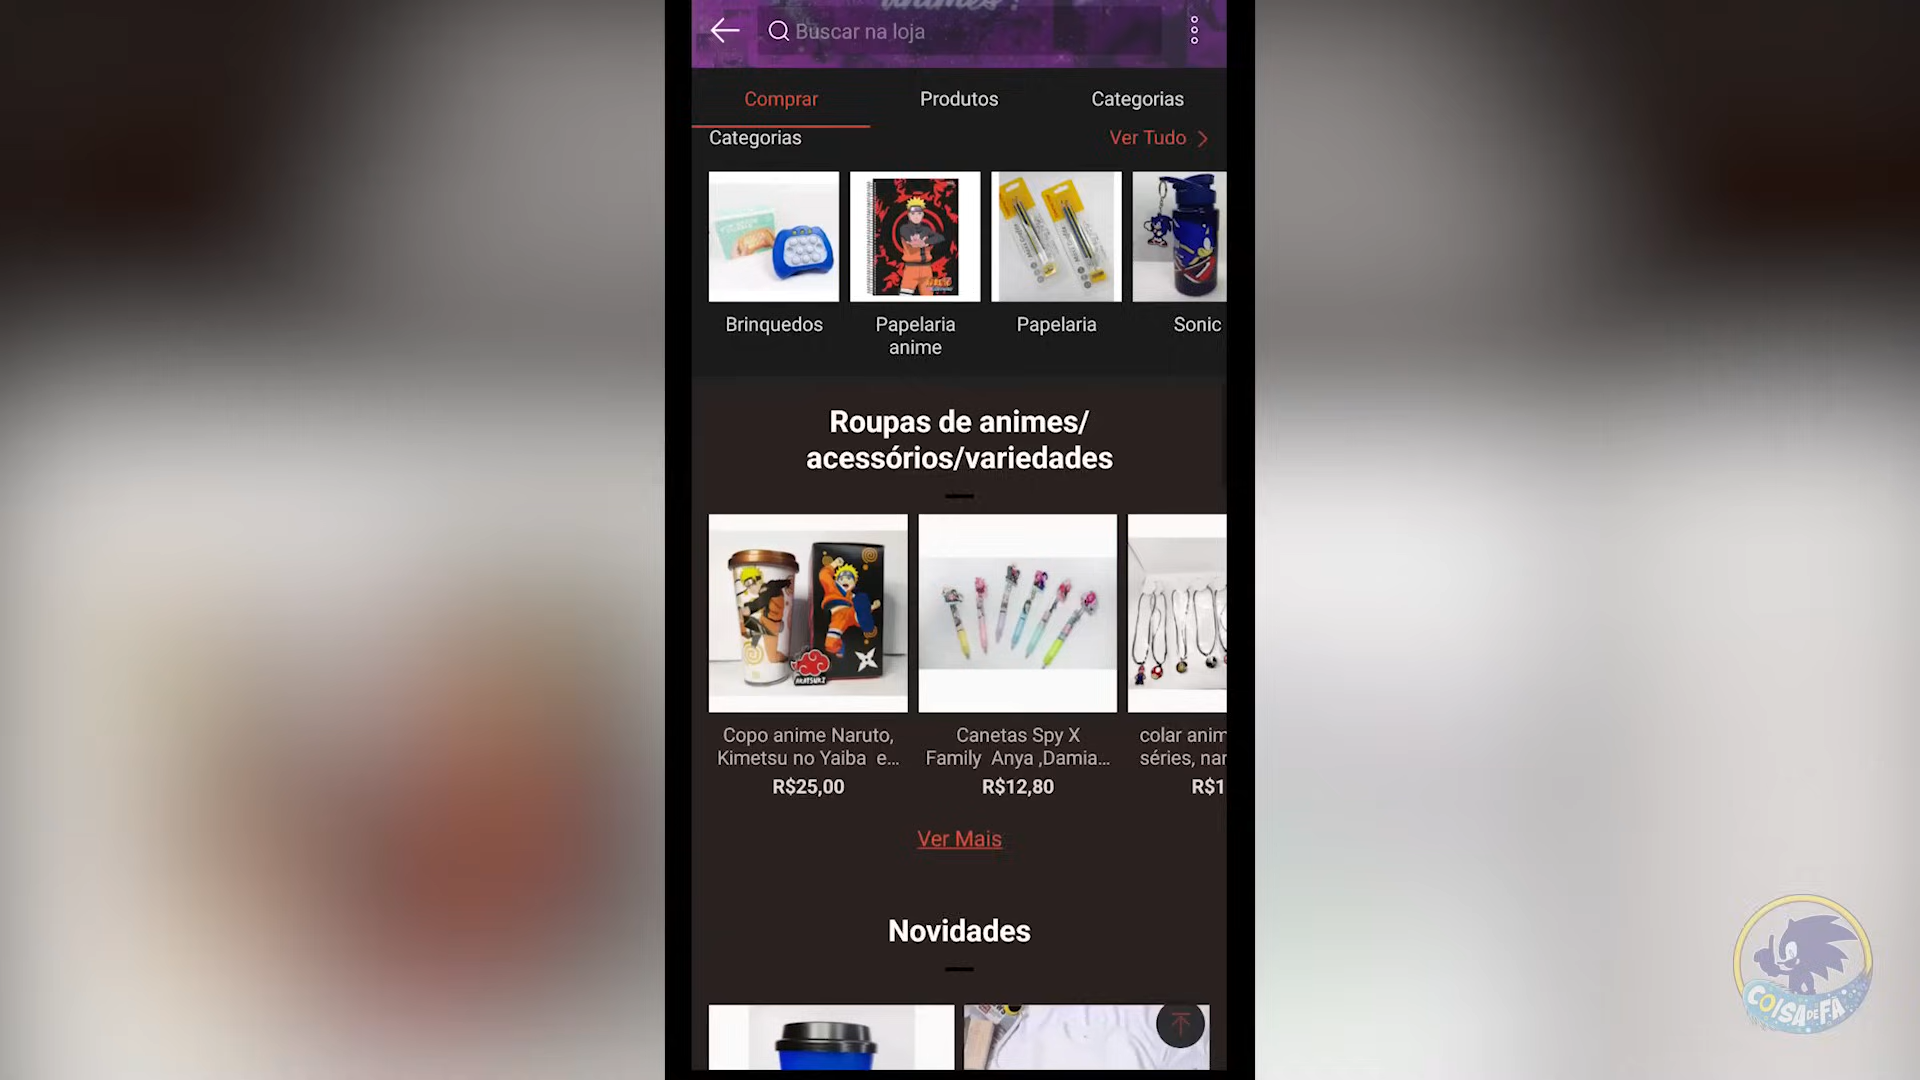 animes!
Buscar na loja
Comprar
Produtos
Categorias
Categorias
Ver Tudo
Brinquedos
Papelaria
anime
Papelaria
Sonic
Roupas de animes/
acessórios/variedades
AKATSUKI
Copo anime Naruto,
Kimetsu no Yaiba e...
R$25,00
Canetas Spy X
Family Anya ,Damia...
R$12,80
colar anim
séries, nar
R$1
Ver Mais
Novidades
COISA DE FÃ